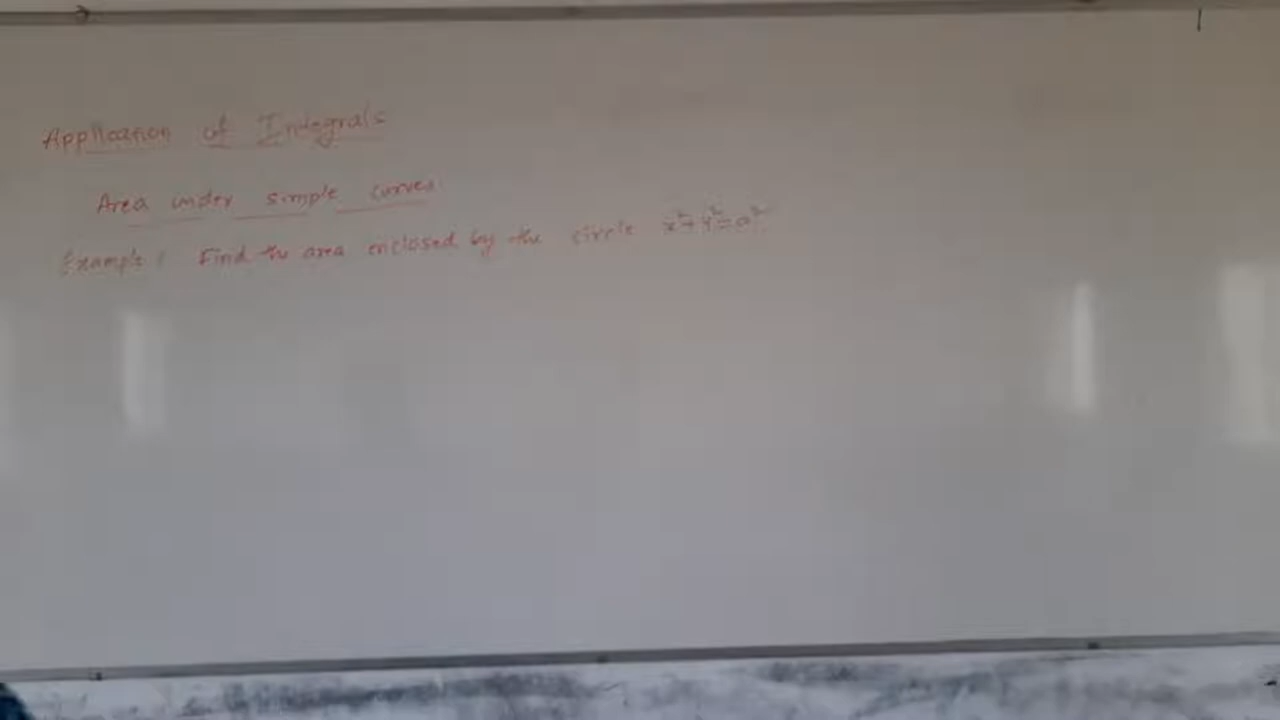 Application of Integrals
Area under simple curves.
Example 1 Find the area enclosed by the circle x²+y²=a².